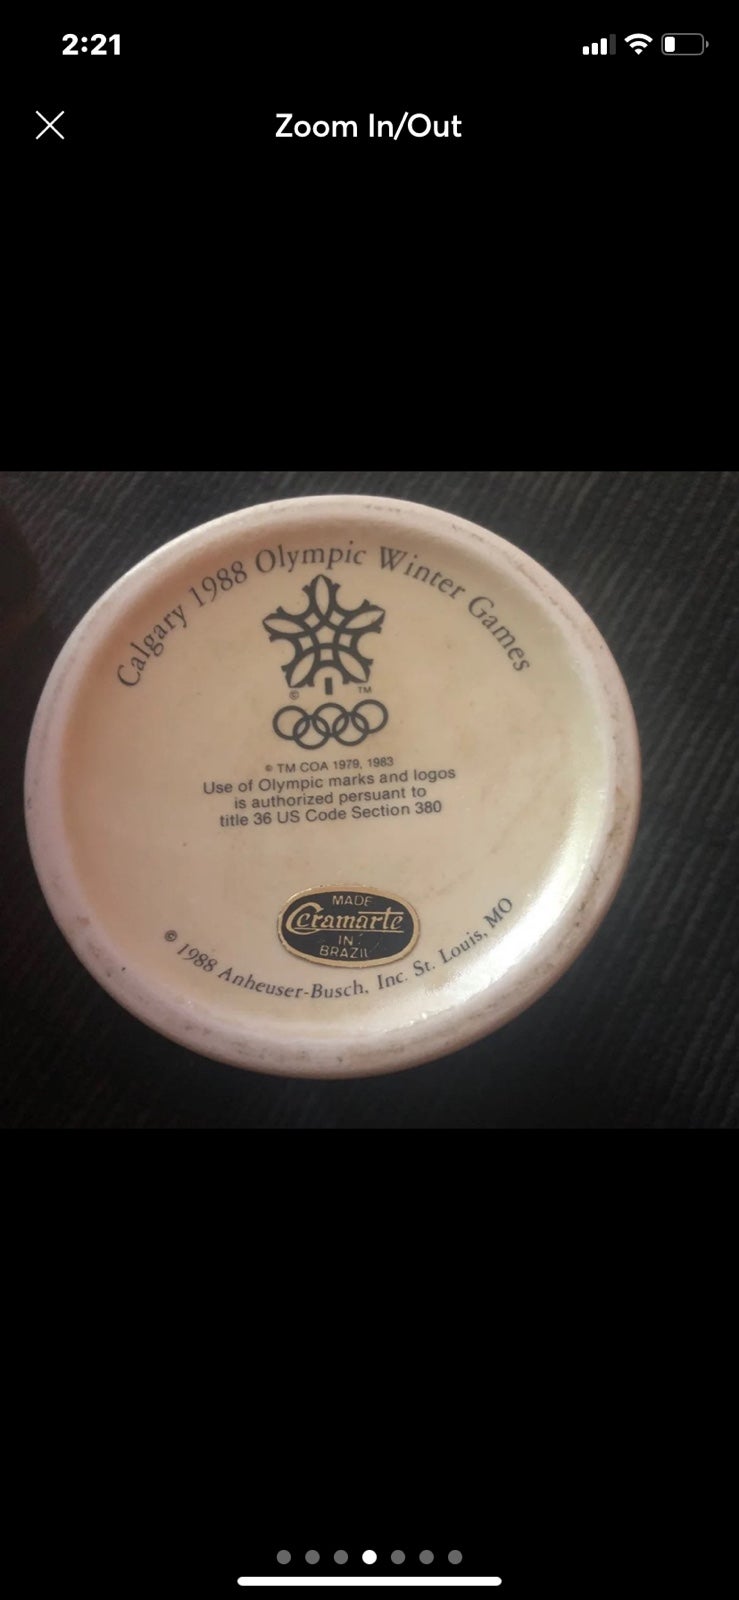 2:21
Zoom In/Out
Calgary 1988 Olympic Winter Games
© TM
© TM COA 1979, 1983
Use of Olympic marks and logos
is authorized persuant to
title 36 US Code Section 380
MADE
Ceramarte
IN
BRAZIL
© 1988 Anheuser-Busch, Inc. St. Louis, MO